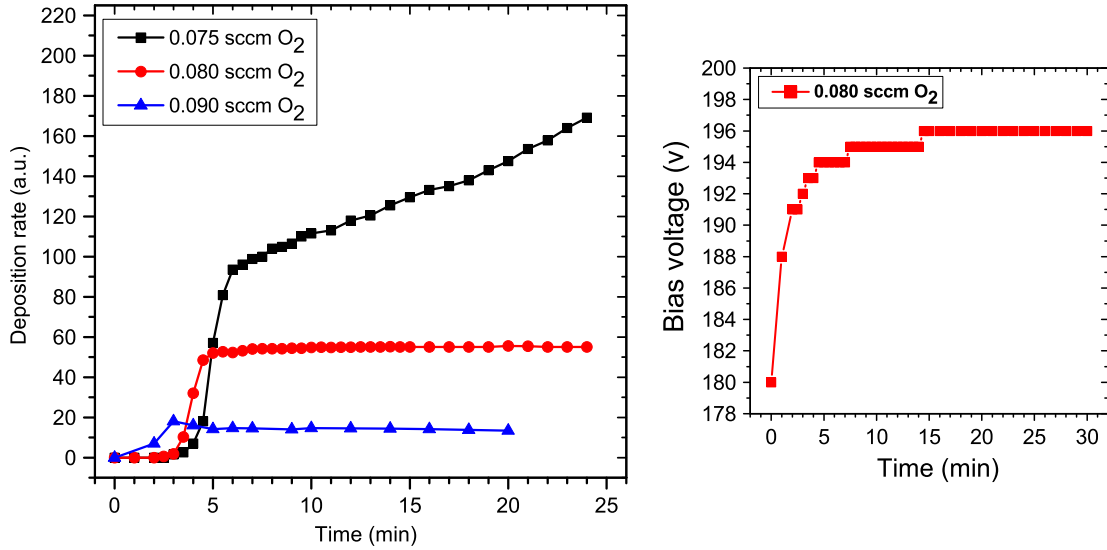 220
200
180
160
140
120
100
80
60
40
20
0
Deposition rate (a.u.)
0.075 sccm O2
0.080 sccm O2
0.090 sccm O2
0 5 10 15 20 25
Time (min)
200
198
196
194
192
190
188
186
184
182
180
178
Bias voltage (v)
0.080 sccm O2
0 5 10 15 20 25 30
Time (min)